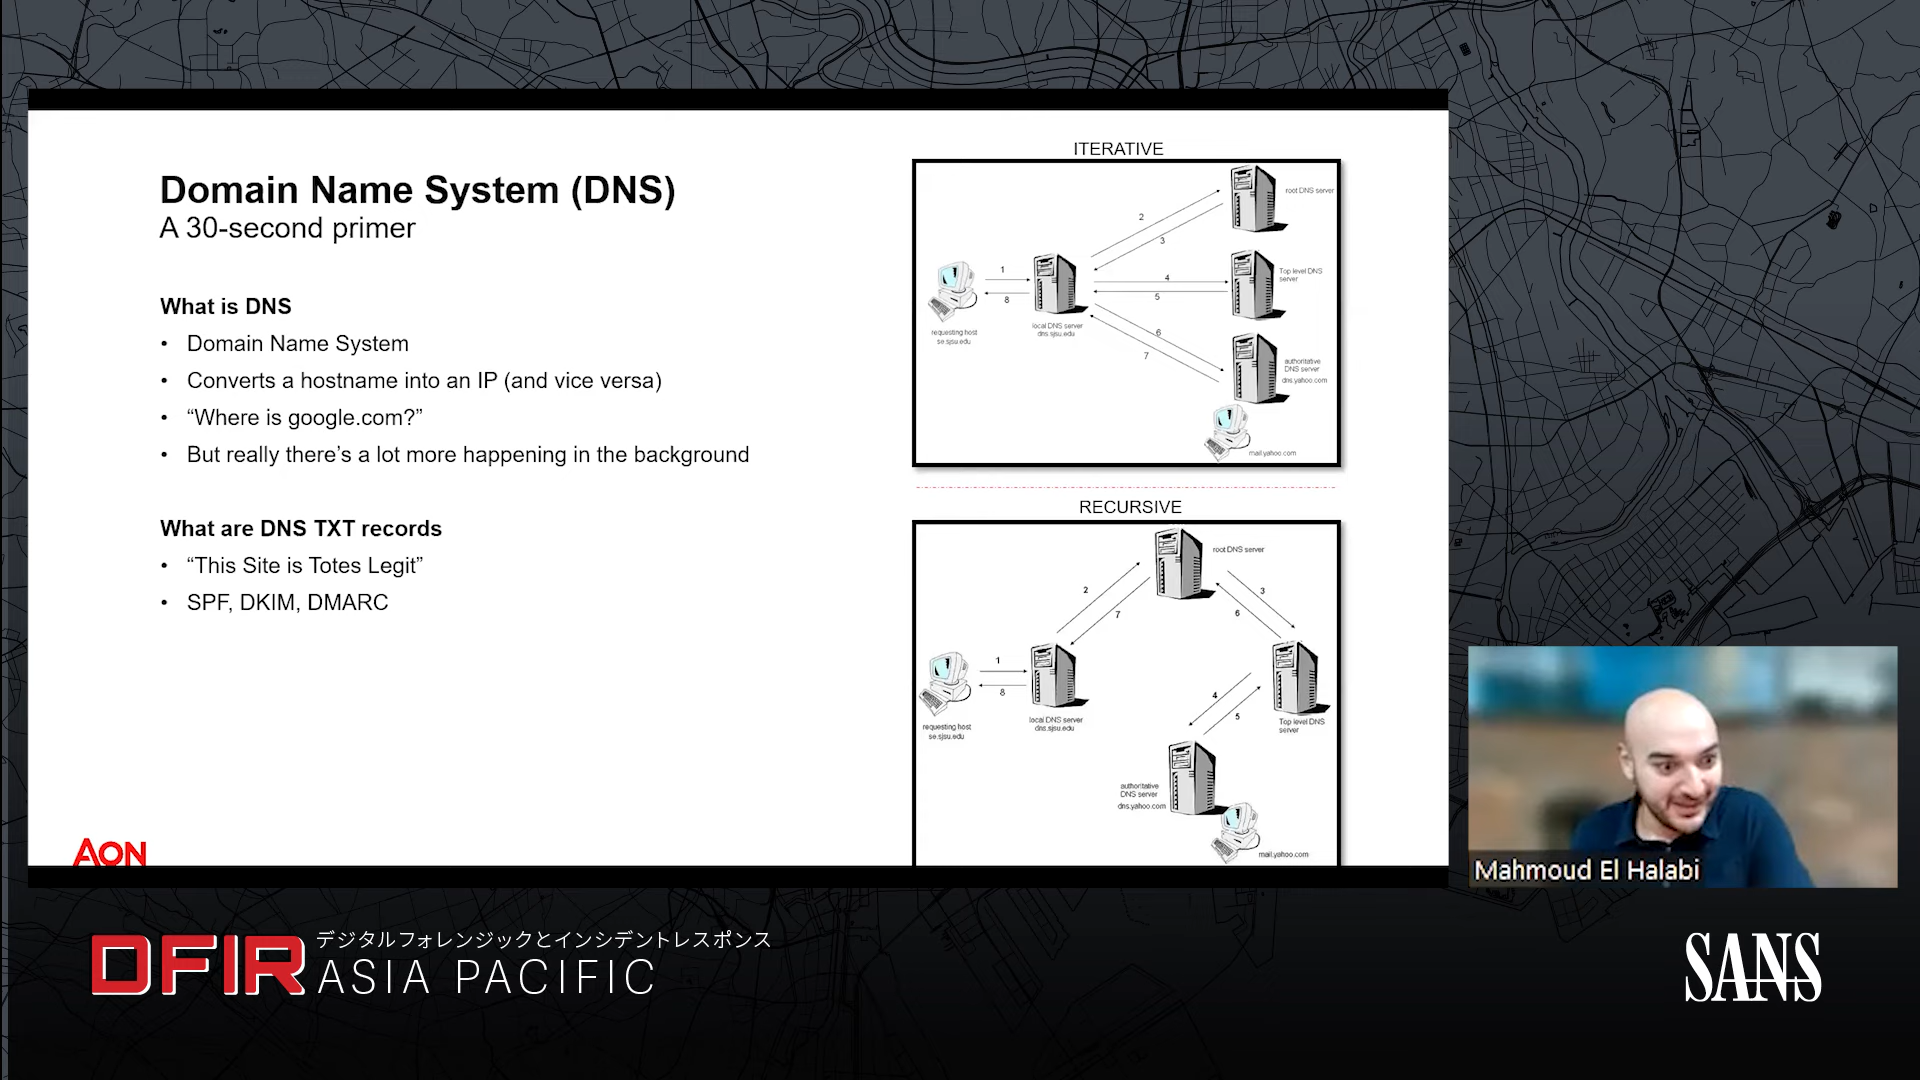 Domain Name System (DNS)
A 30-second primer
What is DNS
• Domain Name System
• Converts a hostname into an IP (and vice versa)
• “Where is google.com?”
• But really there’s a lot more happening in the background
What are DNS TXT records
• “This Site is Totes Legit”
• SPF, DKIM, DMARC
AON
ITERATIVE
root DNS server
2
3
1
8
4
5
Top level DNS
server
requesting host
se.sjsu.edu
local DNS server
dns.sjsu.edu
6
7
authoritative
DNS server
dns.yahoo.com
mail.yahoo.com
RECURSIVE
root DNS server
2
7
3
6
1
8
requesting host
se.sjsu.edu
local DNS server
dns.sjsu.edu
4
5
Top level DNS
server
authoritative
DNS server
dns.yahoo.com
mail.yahoo.com
Mahmoud El Halabi
DFIR
デジタルフォレンジックとインシデントレスポンス
ASIA PACIFIC
SANS